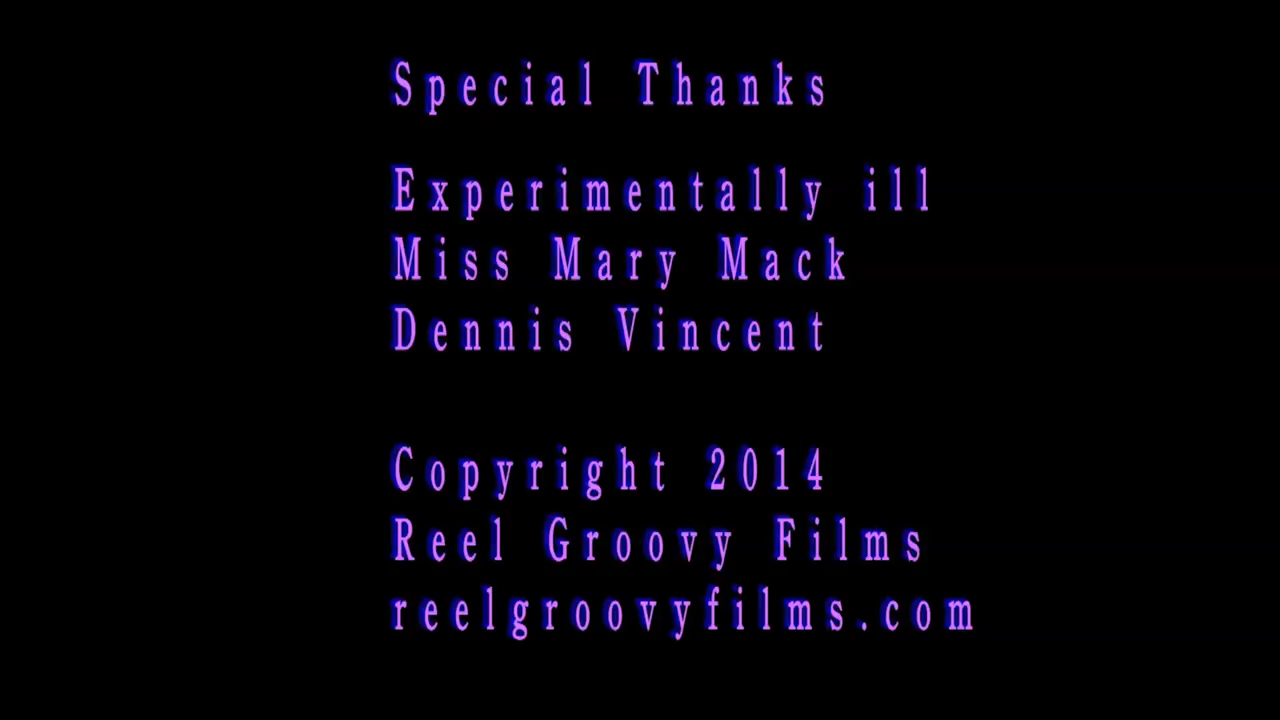 Special Thanks
Experimentally ill
Miss Mary Mack
Dennis Vincent
Copyright 2014
Reel Groovy Films
reelgroovyfilms.com